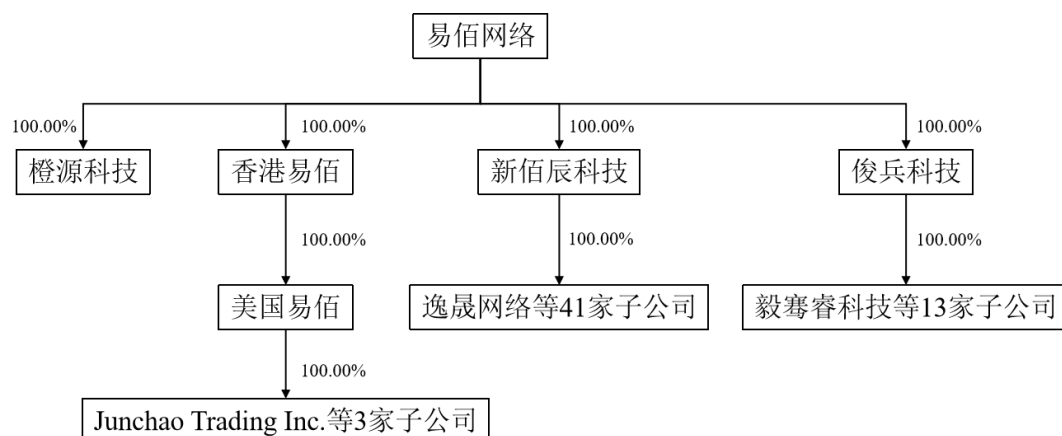 易佰网络
100.00%
100.00%
100.00%
100.00%
橙源科技
香港易佰
新佰辰科技
俊兵科技
100.00%
100.00%
100.00%
美国易佰
逸晟网络等41家子公司
毅骞睿科技等13家子公司
100.00%
Junchao Trading Inc.等3家子公司